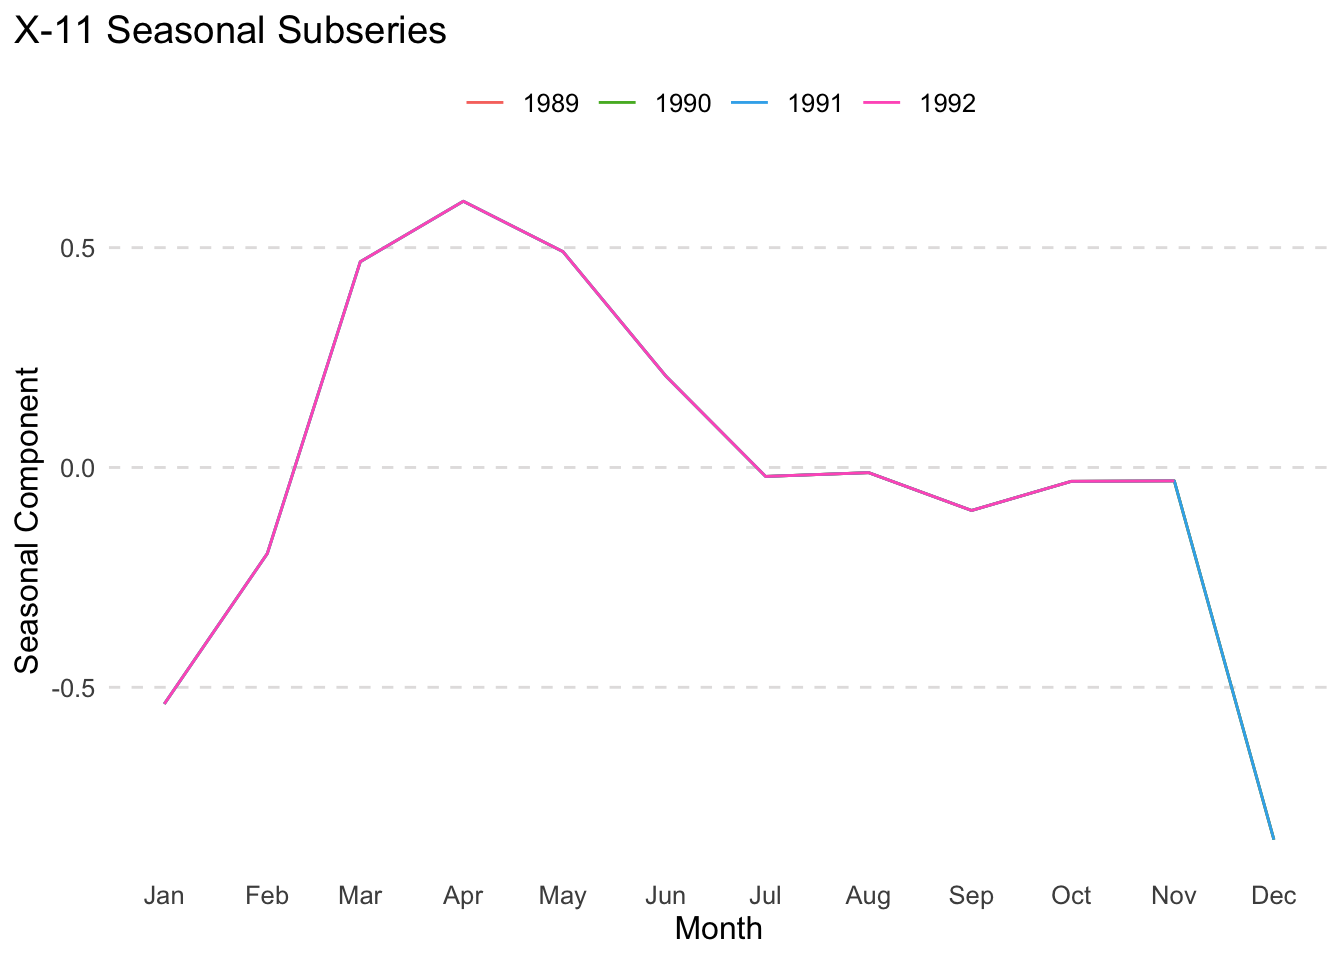 X-11 Seasonal Subseries
1989 1990 1991 1992
0.5
0.0
-0.5
Seasonal Component
Jan Feb Mar Apr May Jun Jul Aug Sep Oct Nov Dec
Month